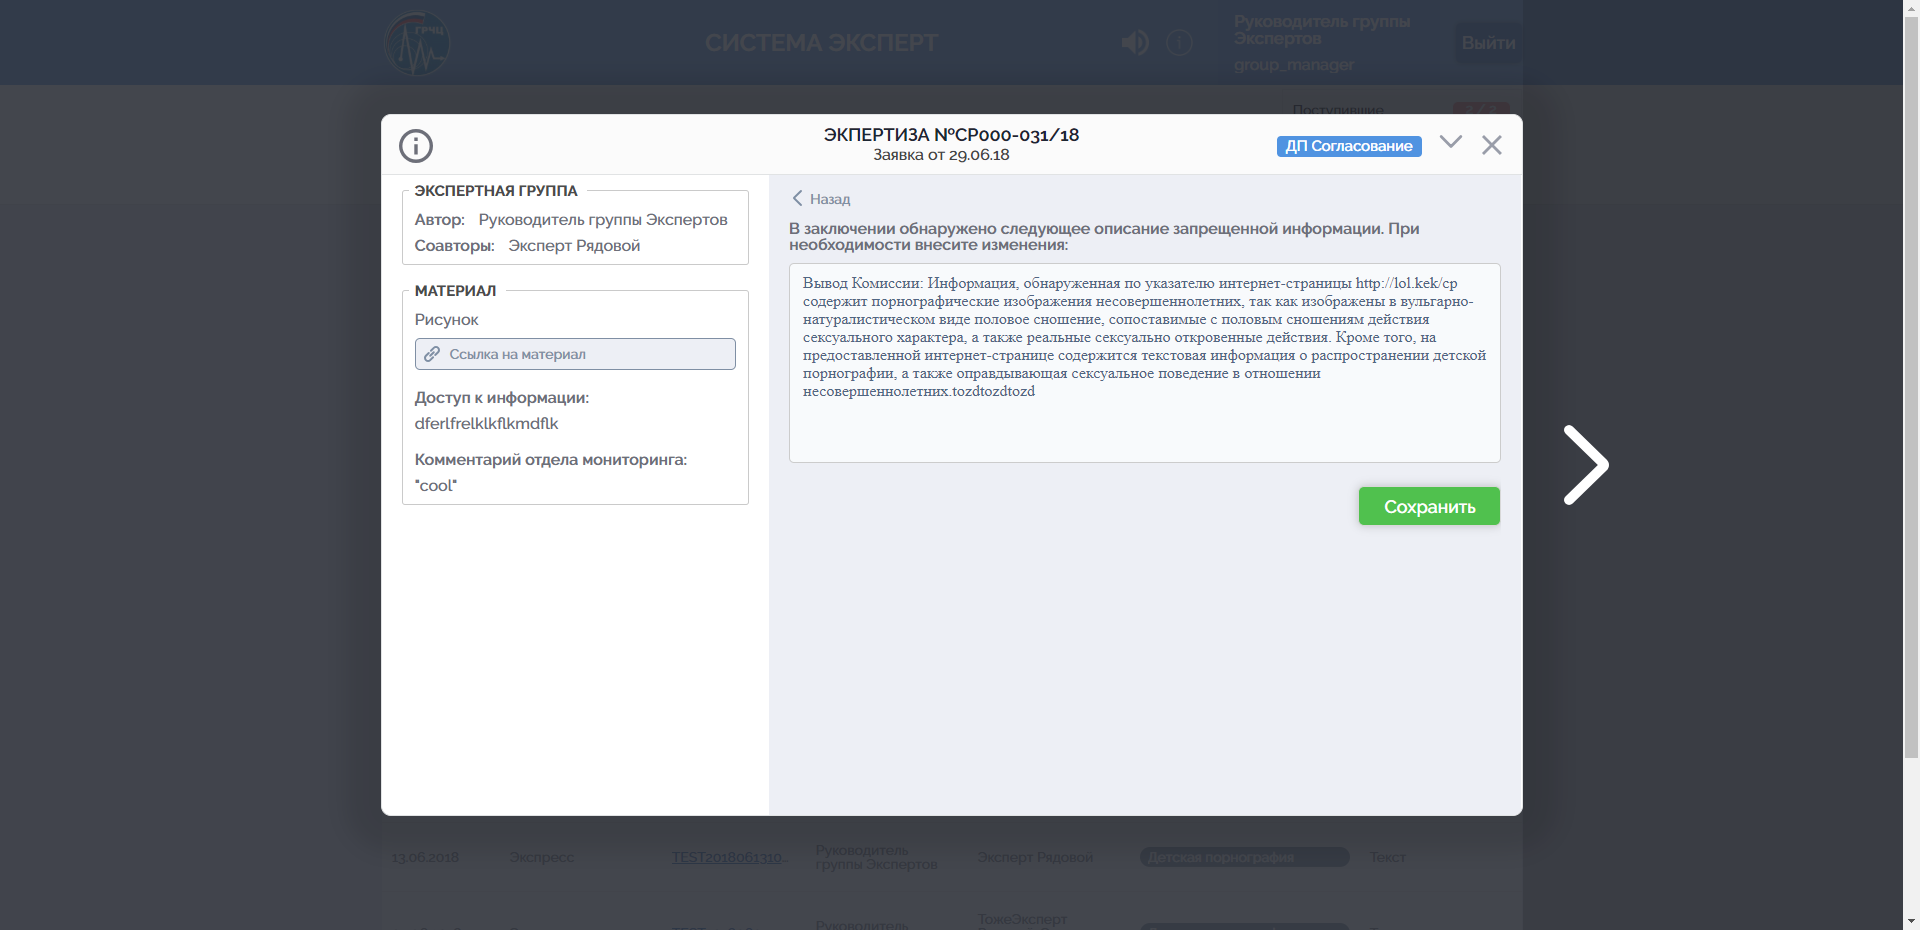 ГРЧЦ
СИСТЕМА ЭКСПЕРТ
Руководитель группы
Экспертов
group_manager
Выйти
Поступившие
ЭКПЕРТИЗА №CP000-031/18
Заявка от 29.06.18
ДП Согласование
ЭКСПЕРТНАЯ ГРУППА
Автор: Руководитель группы Экспертов
Соавторы: Эксперт Рядовой
МАТЕРИАЛ
Рисунок
Ссылка на материал
Доступ к информации:
dferlfrelklkflkmdflk
Комментарий отдела мониторинга:
"cool"
Назад
В заключении обнаружено следующее описание запрещенной информации. При
необходимости внесите изменения:
Вывод Комиссии: Информация, обнаруженная по указателю интернет-страницы http://lol.kek/cp
содержит порнографические изображения несовершеннолетних, так как изображены в вульгарно-
натуралистическом виде половое сношение, сопоставимые с половым сношениям действия
сексуального характера, а также реальные сексуально откровенные действия. Кроме того, на
предоставленной интернет-странице содержится текстовая информация о распространении детской
порнографии, а также оправдывающая сексуальное поведение в отношении
несовершеннолетних.tozdtozdtozd
Сохранить
13.06.2018 Экспресс TEST2018061310.. Руководитель группы Экспертов Эксперт Рядовой Детская порнография Текст
Руководитель
ТожеЭксперт